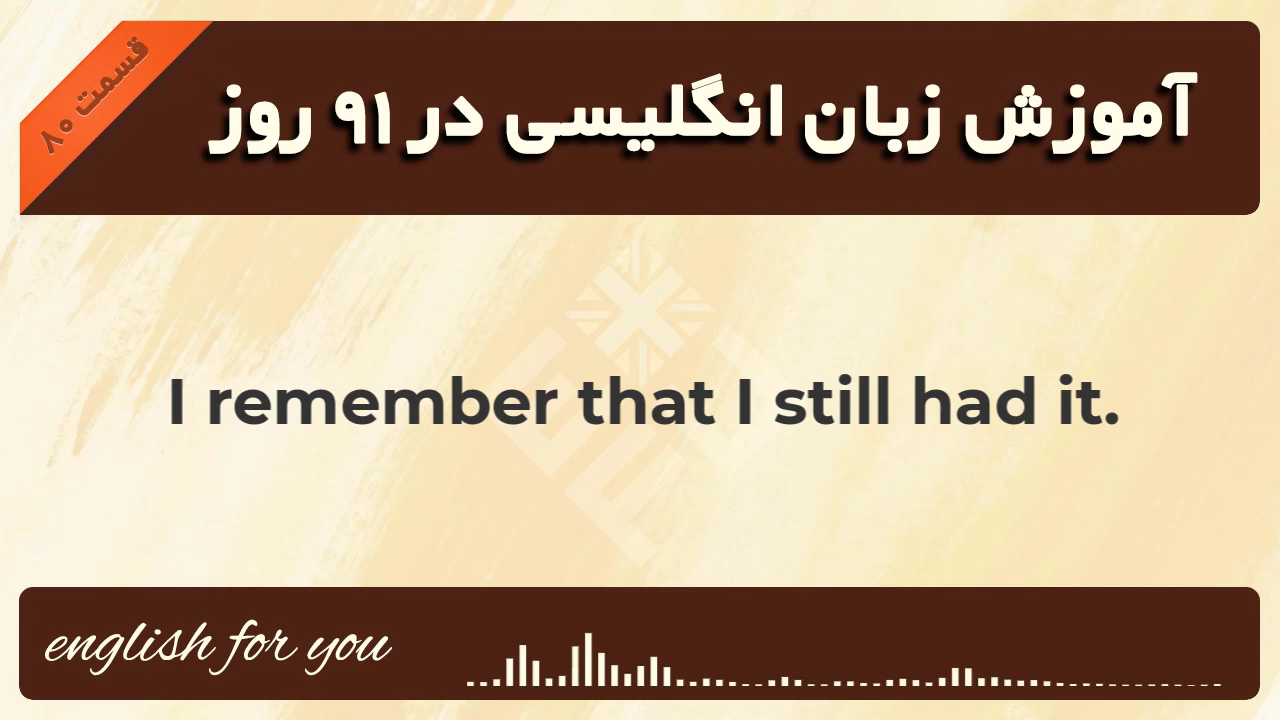 قسمت ۸۰
آموزش زبان انگلیسی در ۹۱ روز
I remember that I still had it.
english for you